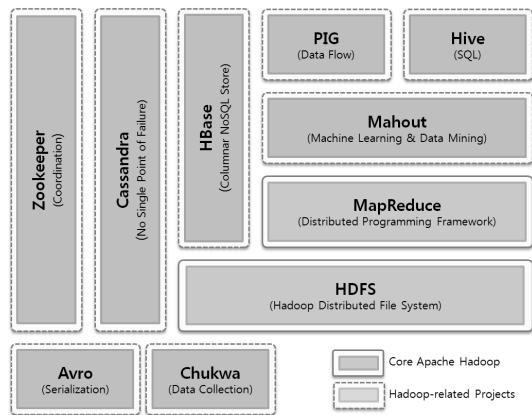 Zookeeper
(Coordination)
Cassandra
(No Single Point of Failure)
HBase
(Columnar NoSQL Store)
PIG
(Data Flow)
Hive
(SQL)
Mahout
(Machine Learning & Data Mining)
MapReduce
(Distributed Programming Framework)
HDFS
(Hadoop Distributed File System)
Avro
(Serialization)
Chukwa
(Data Collection)
Core Apache Hadoop
Hadoop-related Projects